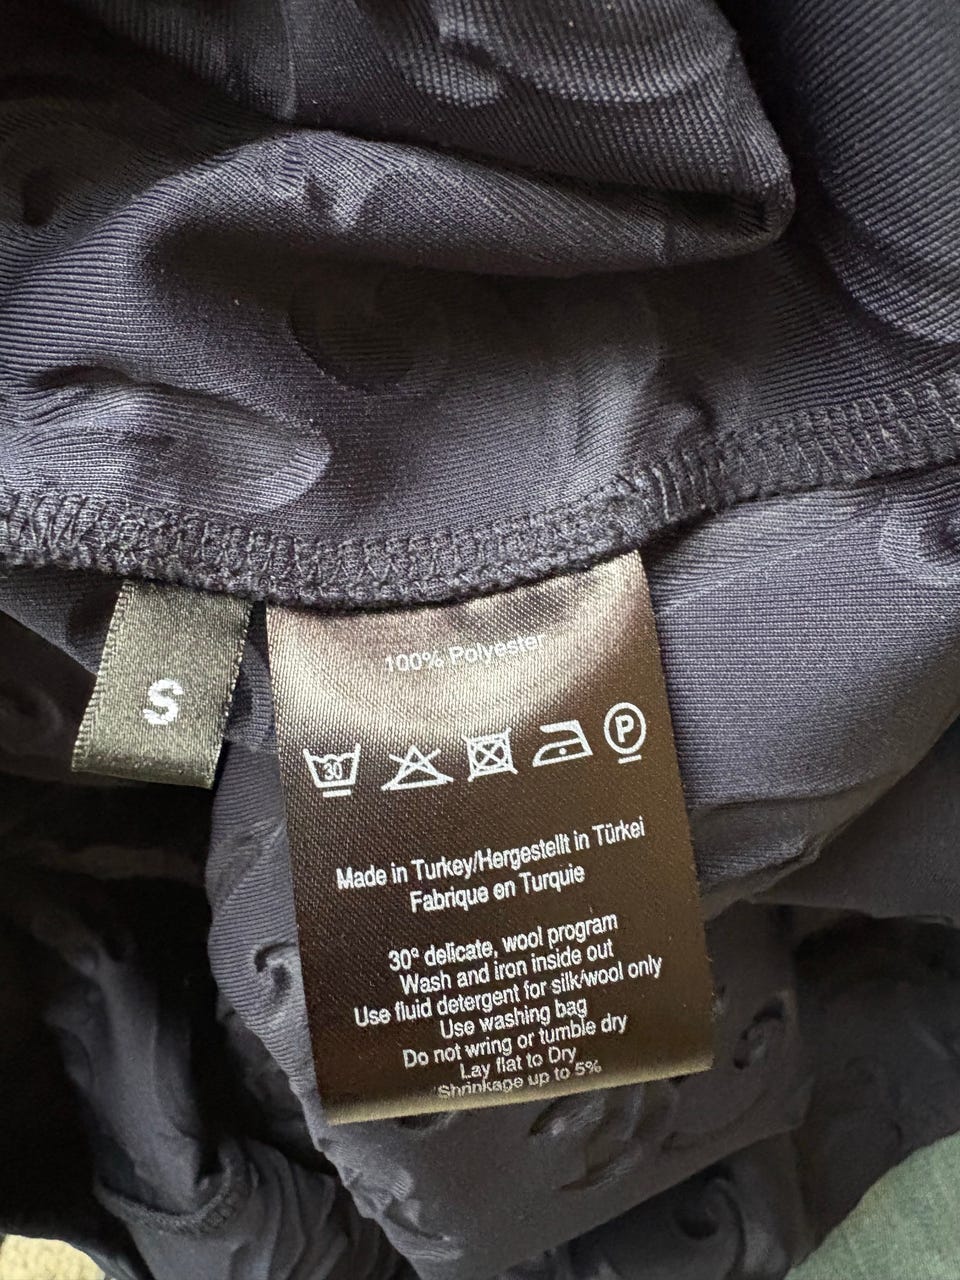 S
100% Polyester
30 P
Made in Turkey/Hergestellt in Türkei
Fabrique en Turquie
30° delicate, wool program
Wash and iron inside out
Use fluid detergent for silk/wool only
Use washing bag
Do not wring or tumble dry
Lay flat to Dry
Shrinkage up to 5%